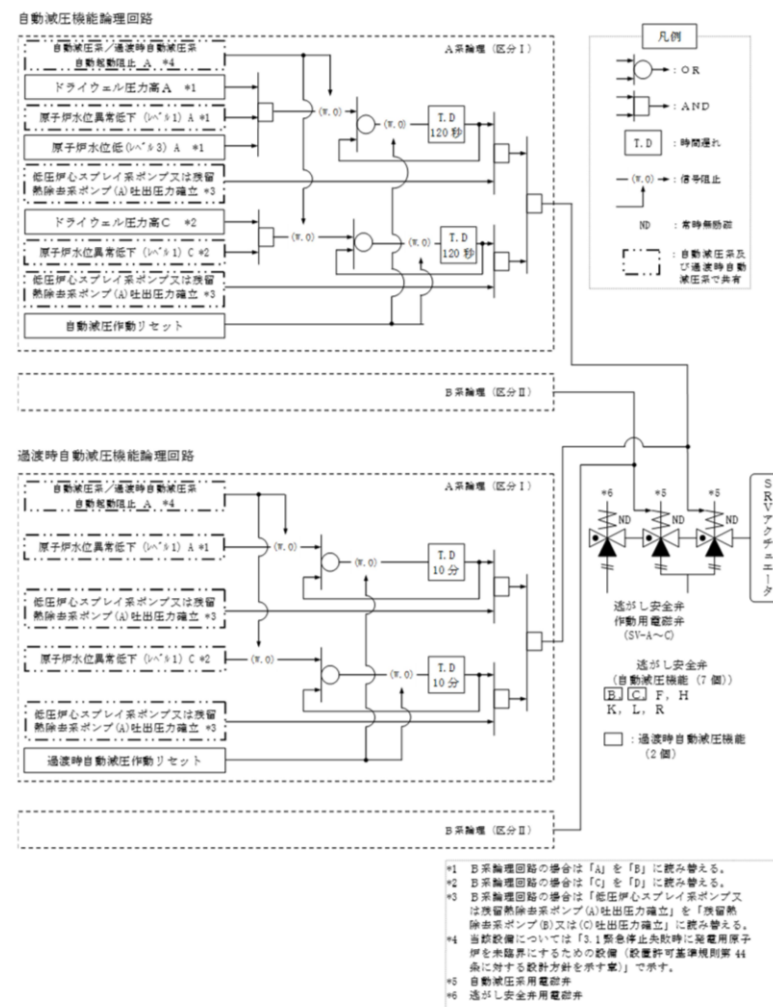 自動減圧機能論理回路
A系論理（区分Ⅰ）
自動減圧系／過渡時自動減圧系
自動起動阻止 A *4
ドライウェル圧力高A *1
原子炉水位異常低下（レベル1）A *1
原子炉水位低（レベル3）A *1
低圧炉心スプレイ系ポンプ又は残留
熱除去系ポンプ(A)吐出圧力確立 *3
ドライウェル圧力高C *2
原子炉水位異常低下（レベル1）C *2
低圧炉心スプレイ系ポンプ又は残留
熱除去系ポンプ(A)吐出圧力確立 *3
自動減圧作動リセット
(W.O)
(W.O)
T.D
120秒
(W.O)
(W.O)
T.D
120秒
凡例
：OR
：AND
T.D ：時間遅れ
(W.O) ：信号阻止
ND ：常時無励磁
：自動減圧系及
び過渡時自動
減圧系で共有
B系論理（区分Ⅱ）
過渡時自動減圧機能論理回路
A系論理（区分Ⅰ）
自動減圧系／過渡時自動減圧系
自動起動阻止 A *4
原子炉水位異常低下（レベル1）A *1
低圧炉心スプレイ系ポンプ又は残留
熱除去系ポンプ(A)吐出圧力確立 *3
原子炉水位異常低下（レベル1）C *2
低圧炉心スプレイ系ポンプ又は残留
熱除去系ポンプ(A)吐出圧力確立 *3
過渡時自動減圧作動リセット
(W.O)
(W.O)
T.D
10分
(W.O)
(W.O)
T.D
10分
B系論理（区分Ⅱ）
*6
*5
*5
ND
ND
ND
SRVアクチュエータ
逃がし安全弁
作動用電磁弁
(SV-A～C)
逃がし安全弁
（自動減圧機能（7個））
B, C, F, H
K, L, R
：過渡時自動減圧機能
（2個）
*1 B系論理回路の場合は「A」を「B」に読み替える。
*2 B系論理回路の場合は「C」を「D」に読み替える。
*3 B系論理回路の場合は「低圧炉心スプレイ系ポンプ又
は残留熱除去系ポンプ(A)吐出圧力確立」を「残留熱
除去系ポンプ(B)又は(C)吐出圧力確立」に読み替える。
*4 当該設備については「3.1緊急停止失敗時に発電用原子
炉を未臨界にするための設備（設置許可基準規則第44
条に対する設計方針を示す章）」で示す。
*5 自動減圧系用電磁弁
*6 逃がし安全弁用電磁弁